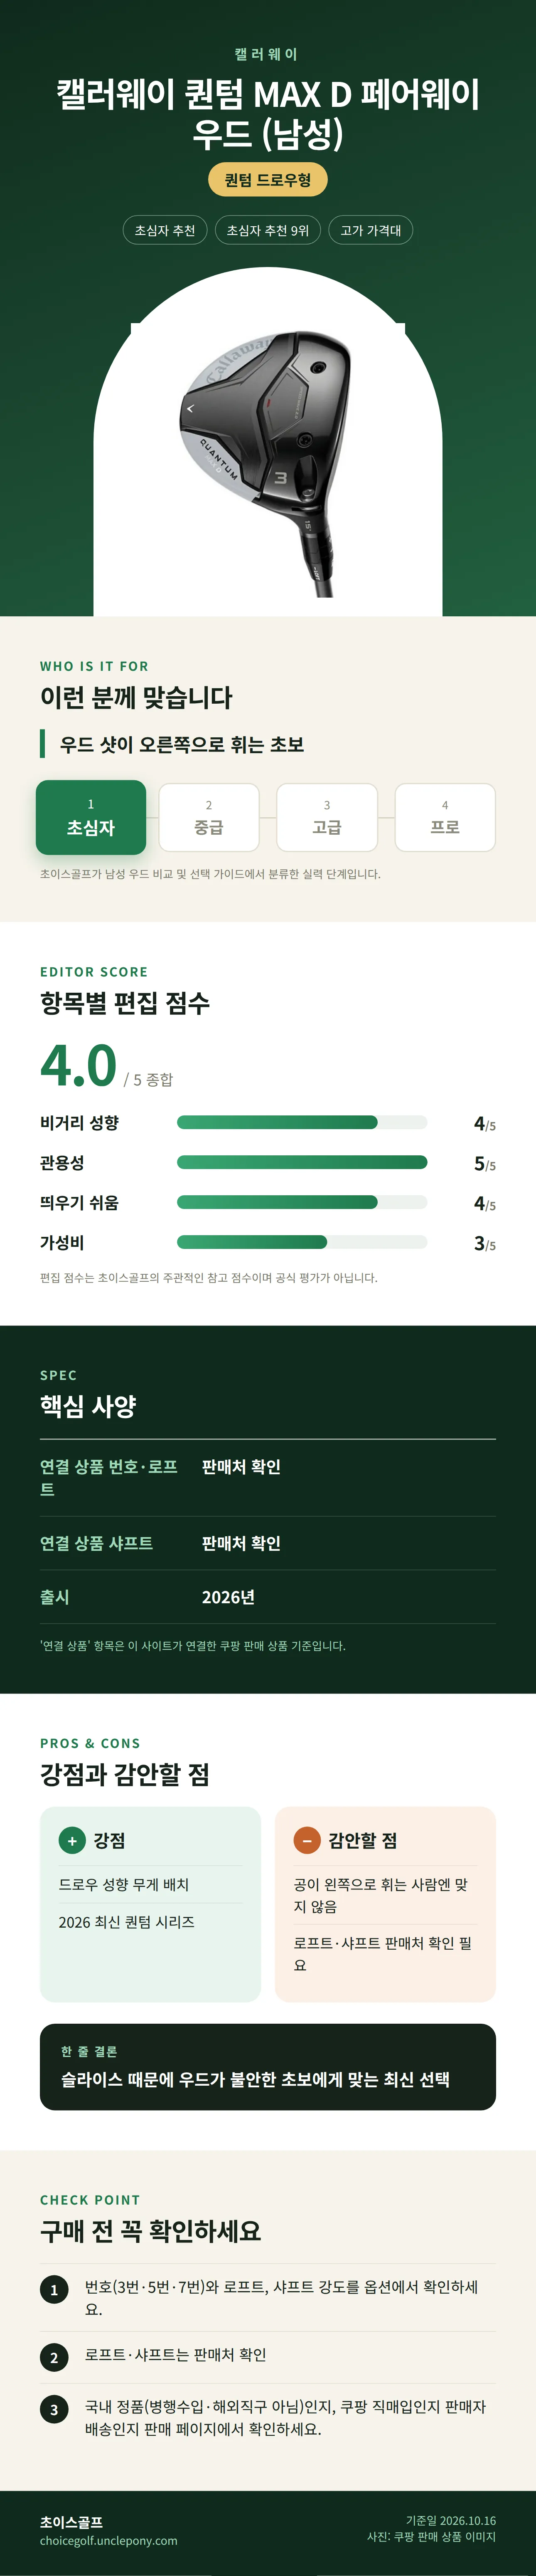 캘러웨이
캘러웨이 퀀텀 MAX D 페어웨이
우드 (남성)
퀀텀 드로우형
초심자 추천
초심자 추천 9위
고가 가격대
Callaway
QUANTUM
3
15°
WHO IS IT FOR
이런 분께 맞습니다
우드 샷이 오른쪽으로 휘는 초보
1
초심자
2
중급
3
고급
4
프로
초이스골프가 남성 우드 비교 및 선택 가이드에서 분류한 실력 단계입니다.
EDITOR SCORE
항목별 편집 점수
4.0 / 5 종합
비거리 성향 4/5
관용성 5/5
띄우기 쉬움 4/5
가성비 3/5
편집 점수는 초이스골프의 주관적인 참고 점수이며 공식 평가가 아닙니다.
SPEC
핵심 사양
연결 상품 번호·로프
트
판매처 확인
연결 상품 샤프트 판매처 확인
출시 2026년
'연결 상품' 항목은 이 사이트가 연결한 쿠팡 판매 상품 기준입니다.
PROS & CONS
강점과 감안할 점
+ 강점
드로우 성향 무게 배치
2026 최신 퀀텀 시리즈
− 감안할 점
공이 왼쪽으로 휘는 사람엔 맞
지 않음
로프트·샤프트 판매처 확인 필
요
한 줄 결론
슬라이스 때문에 우드가 불안한 초보에게 맞는 최신 선택
CHECK POINT
구매 전 꼭 확인하세요
1 번호(3번·5번·7번)와 로프트, 샤프트 강도를 옵션에서 확인하세
요.
2 로프트·샤프트는 판매처 확인
3 국내 정품(병행수입·해외직구 아님)인지, 쿠팡 직매입인지 판매자
배송인지 판매 페이지에서 확인하세요.
초이스골프
choicegolf.unclepony.com
기준일 2026.10.16
사진: 쿠팡 판매 상품 이미지